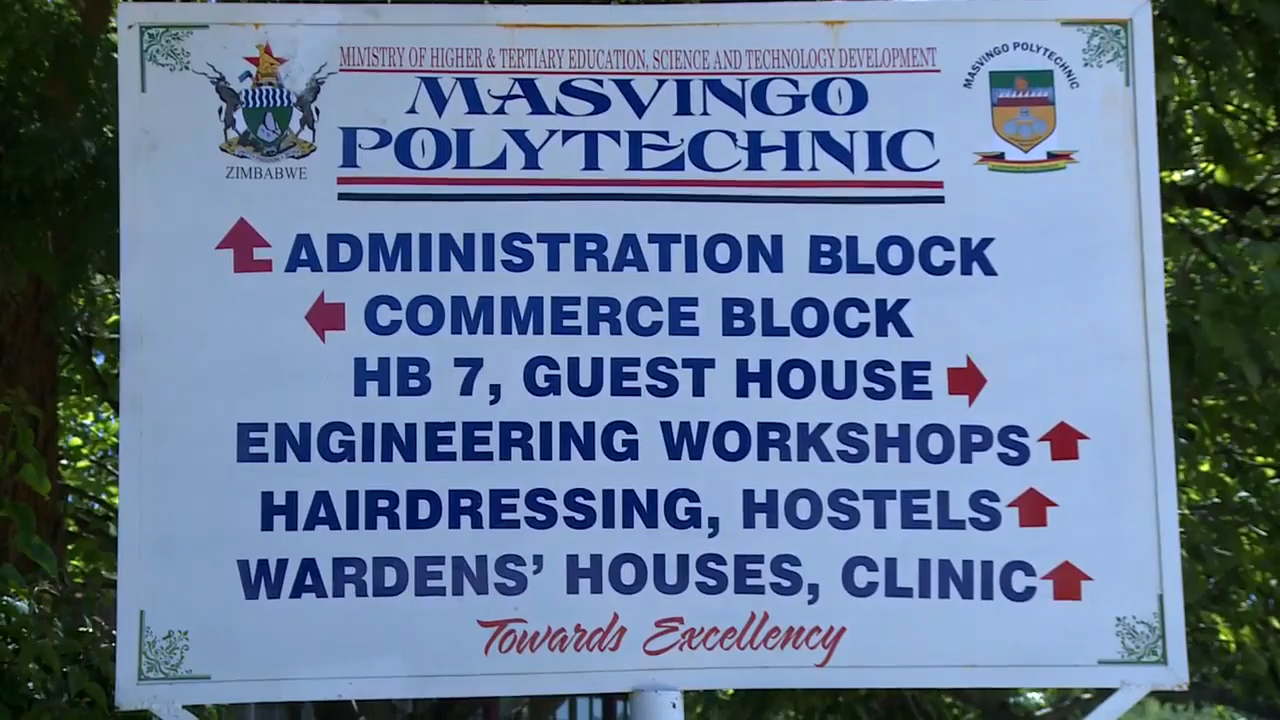 MINISTRY OF HIGHER & TERTIARY EDUCATION, SCIENCE AND TECHNOLOGY DEVELOPMENT
MASVINGO
POLYTECHNIC
ZIMBABWE
MASVINGO POLYTECHNIC
ADMINISTRATION BLOCK
COMMERCE BLOCK
HB 7, GUEST HOUSE
ENGINEERING WORKSHOPS
HAIRDRESSING, HOSTELS
WARDENS’ HOUSES, CLINIC
Towards Excellency